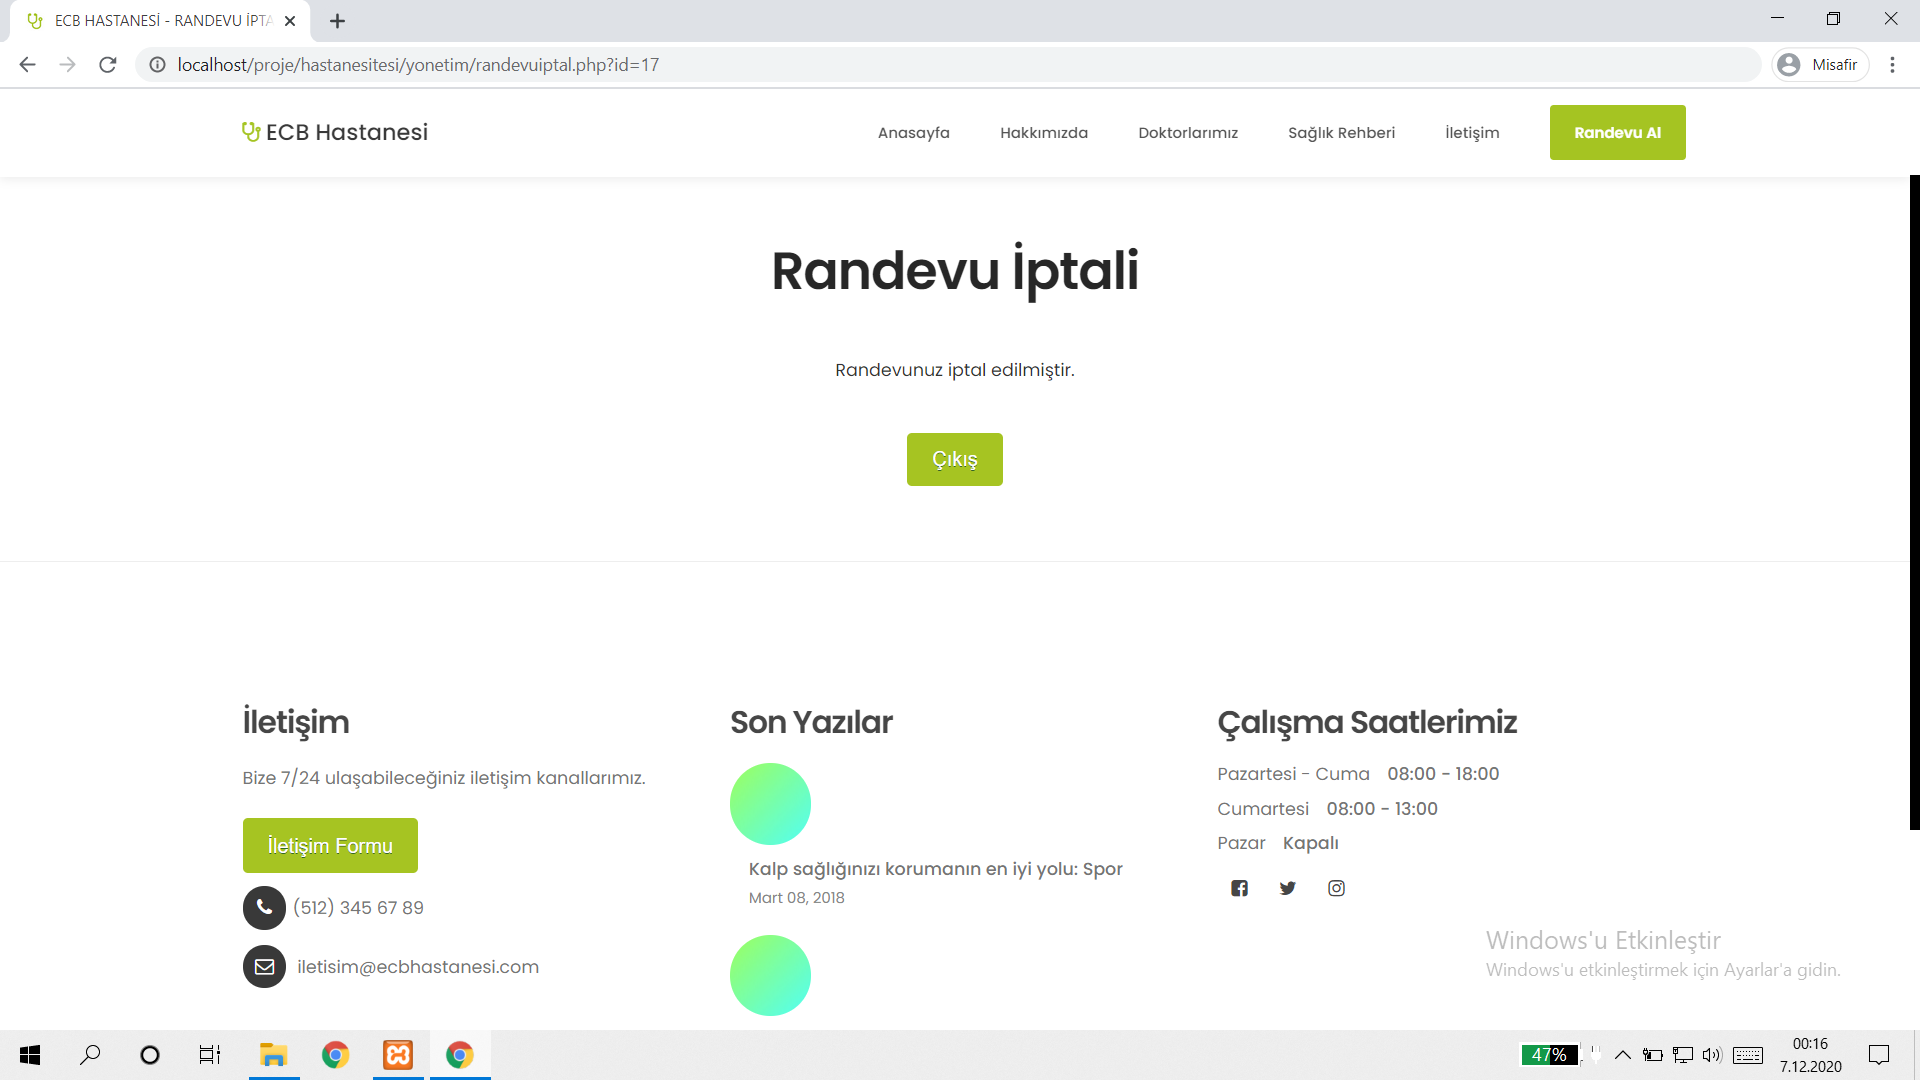 ECB HASTANESİ - RANDEVU İPTA
localhost/proje/hastanesitesi/yonetim/randevuiptal.php?id=17
Misafir
ECB Hastanesi
Anasayfa
Hakkımızda
Doktorlarımız
Sağlık Rehberi
İletişim
Randevu Al
Randevu İptali
Randevunuz iptal edilmiştir.
Çıkış
İletişim
Bize 7/24 ulaşabileceğiniz iletişim kanallarımız.
İletişim Formu
(512) 345 67 89
iletisim@ecbhastanesi.com
Son Yazılar
Kalp sağlığınızı korumanın en iyi yolu: Spor
Mart 08, 2018
Çalışma Saatlerimiz
Pazartesi - Cuma 08:00 - 18:00
Cumartesi 08:00 - 13:00
Pazar Kapalı
Windows'u Etkinleştir
Windows'u etkinleştirmek için Ayarlar'a gidin.
47%
00:16
7.12.2020